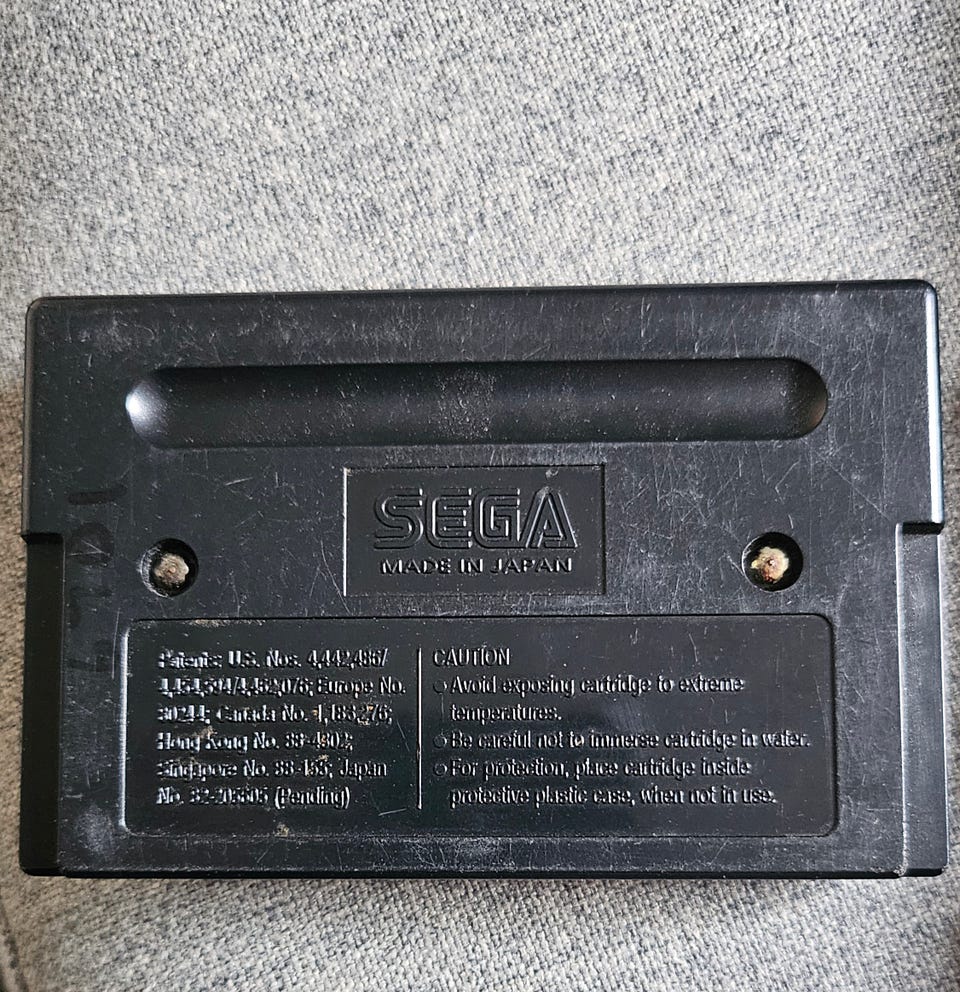 SEGA
MADE IN JAPAN
Patents: U.S. Nos. 4,442,486/
4,454,594/4,462,076; Europe No.
80244; Canada No. 1,183,276;
Hong Kong No. 88-4302;
Singapore No. 88-155; Japan
No. 82-205605 (Pending)
CAUTION
Avoid exposing cartridge to extreme
temperatures.
Be careful not to immerse cartridge in water.
For protection, place cartridge inside
protective plastic case, when not in use.